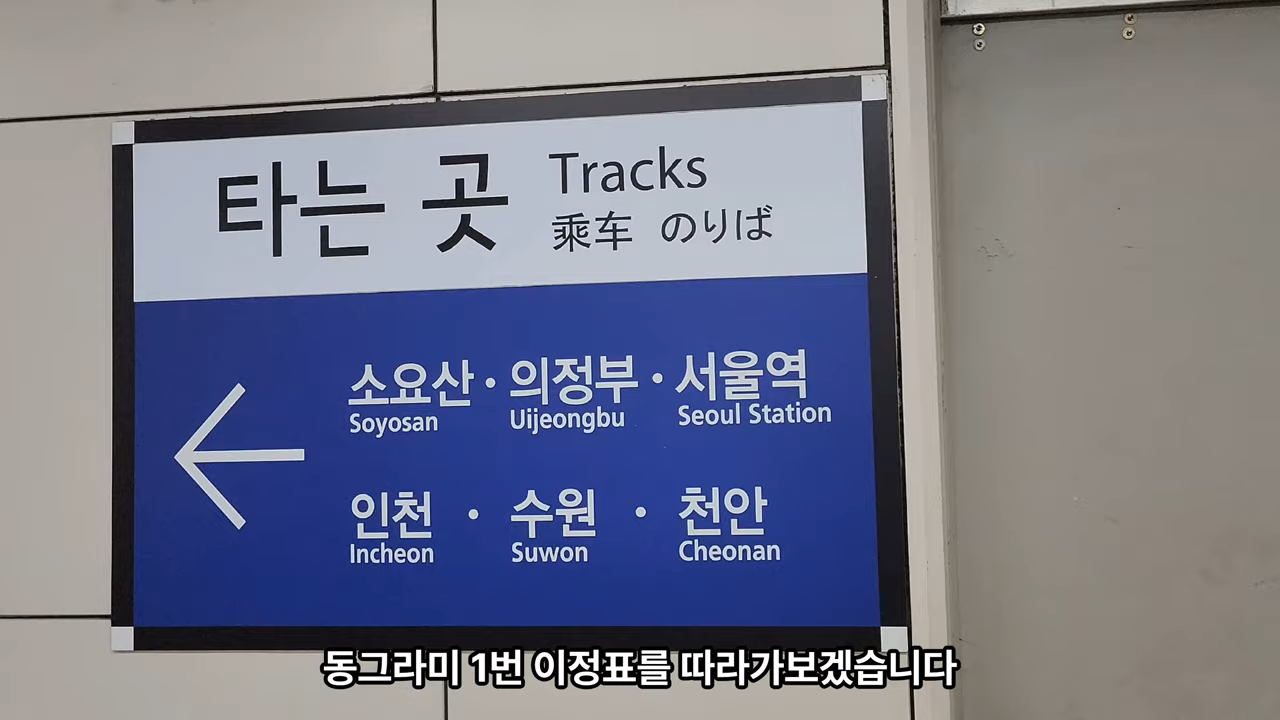 타는 곳 Tracks
乘车 のりば
소요산 · 의정부 · 서울역
Soyosan Uijeongbu Seoul Station
인천 · 수원 · 천안
Incheon Suwon Cheonan
동그라미 1번 이정표를 따라가보겠습니다